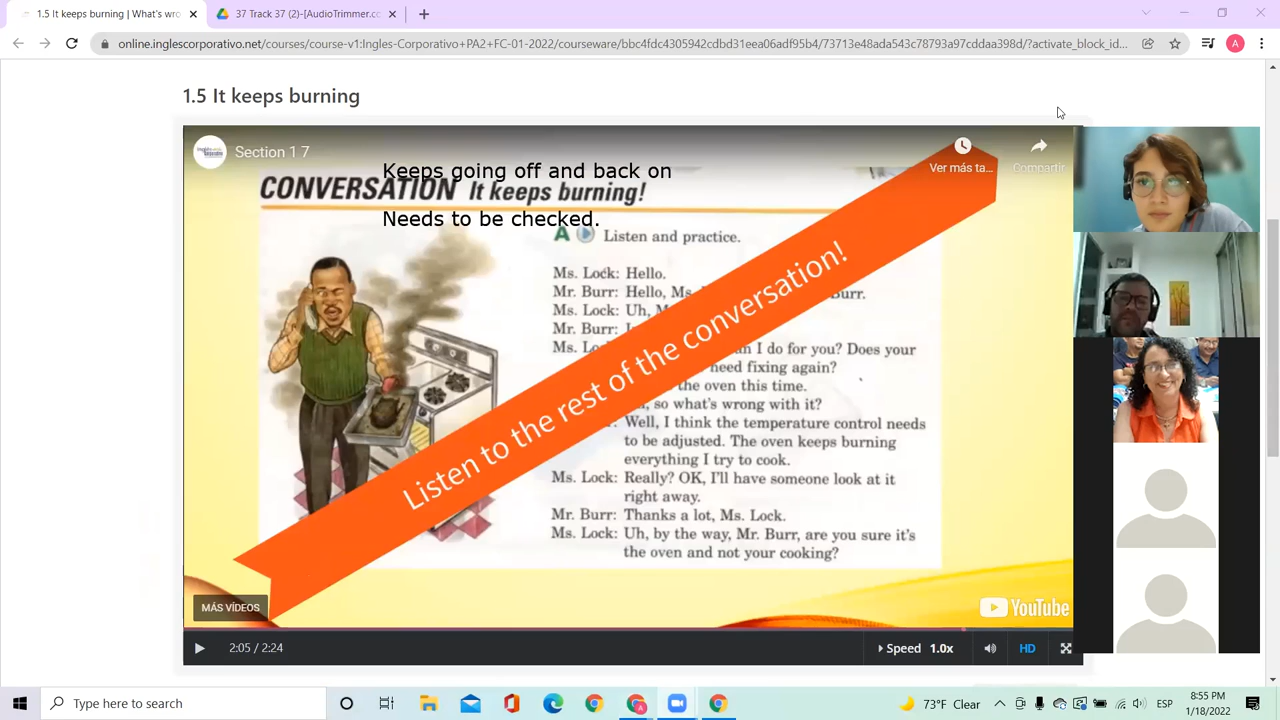 1.5 It keeps burning | What's wro
37 Track 37 (2)-[AudioTrimmer.co
online.inglescorporativo.net/courses/course-v1:Ingles-Corporativo+PA2+FG-01-2022/courseware/bbc4fdc4305942cdbd31eea06adf95b4/73713e48ada543c78793a97cddaa398d/?activate_block_id...
A
1.5 It keeps burning
Section 1 7
Ver más ta...
Compartir
Keeps going off and back on
CONVERSATION It keeps burning!
Needs to be checked.
A Listen and practice.
Ms. Lock: Hello.
Mr. Burr: Hello, Ms. Burr.
Ms. Lock: Uh,
Mr. Burr:
Ms. I do for you? Does your
need fixing again?
the oven this time.
so what's wrong with it?
Well, I think the temperature control needs
to be adjusted. The oven keeps burning
everything I try to cook.
Ms. Lock: Really? OK, I'll have someone look at it
right away.
Mr. Burr: Thanks a lot, Ms. Lock.
Ms. Lock: Uh, by the way, Mr. Burr, are you sure it's
the oven and not your cooking?
Listen to the rest of the conversation!
MÁS VÍDEOS
YouTube
2:05 / 2:24
Speed 1.0x
HD
Type here to search
73°F Clear
ESP
8:55 PM
1/18/2022